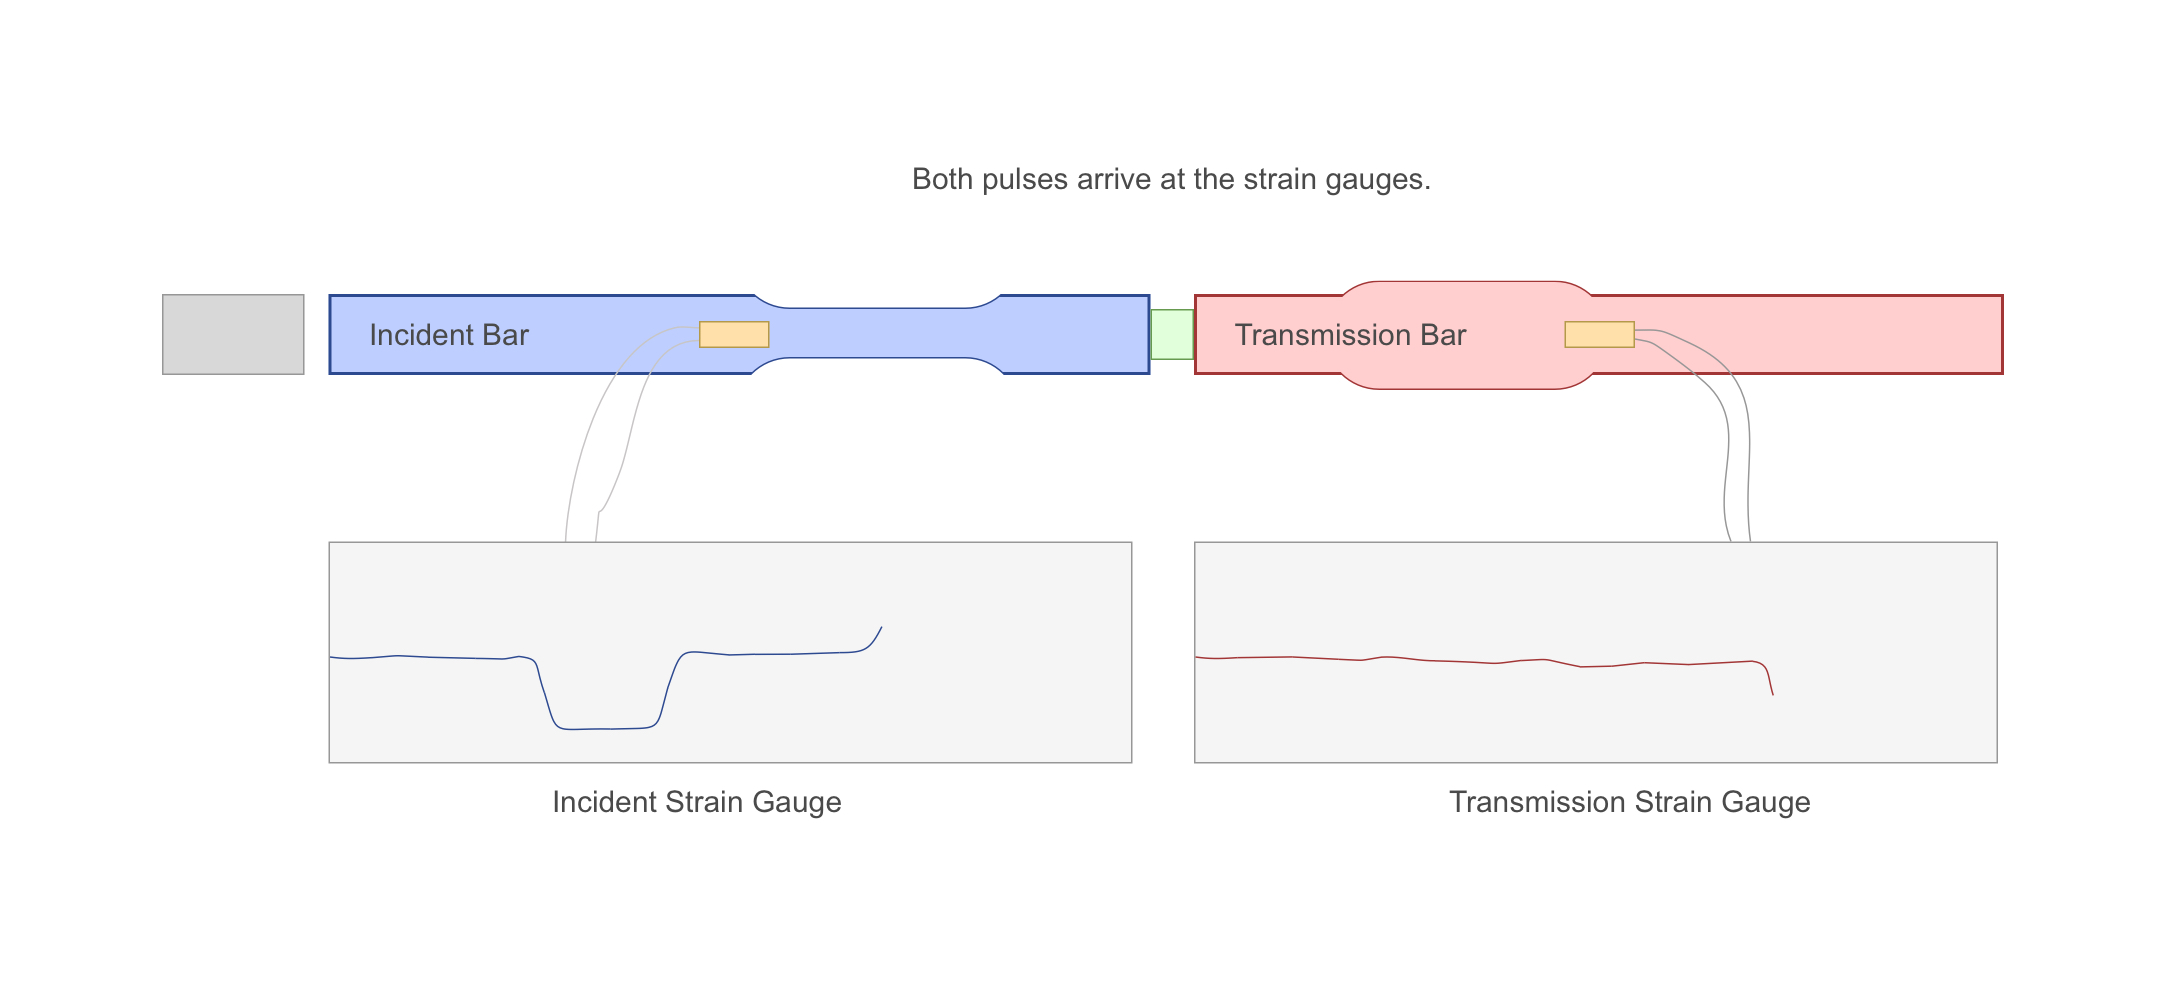 Both pulses arrive at the strain gauges.
Incident Bar
Transmission Bar
Incident Strain Gauge
Transmission Strain Gauge